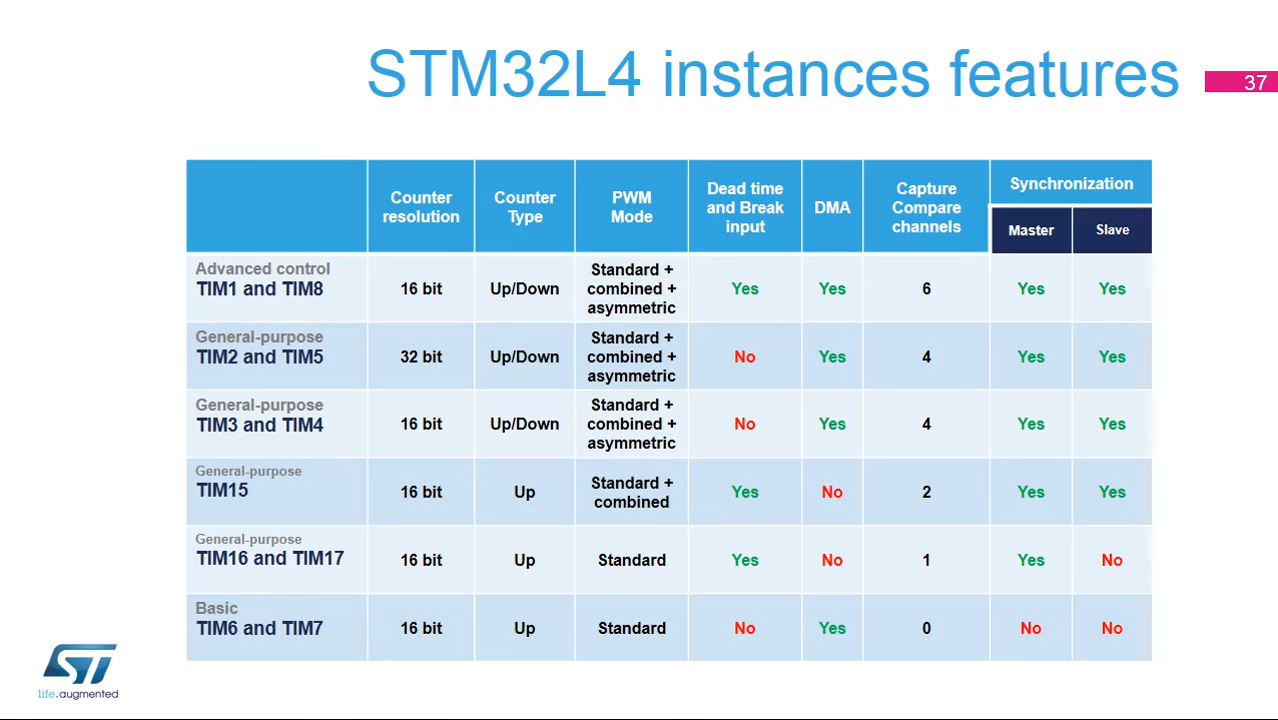 STM32L4 instances features
37
Counter
resolution
Counter
Type
PWM
Mode
Dead time
and Break
input
DMA
Capture
Compare
channels
Synchronization
Master
Slave
Advanced control
TIM1 and TIM8
16 bit
Up/Down
Standard +
combined +
asymmetric
Yes
Yes
6
Yes
Yes
General-purpose
TIM2 and TIM5
32 bit
Up/Down
Standard +
combined +
asymmetric
No
Yes
4
Yes
Yes
General-purpose
TIM3 and TIM4
16 bit
Up/Down
Standard +
combined +
asymmetric
No
Yes
4
Yes
Yes
General-purpose
TIM15
16 bit
Up
Standard +
combined
Yes
No
2
Yes
Yes
General-purpose
TIM16 and TIM17
16 bit
Up
Standard
Yes
No
1
Yes
No
Basic
TIM6 and TIM7
16 bit
Up
Standard
No
Yes
0
No
No
ST
life.augmented